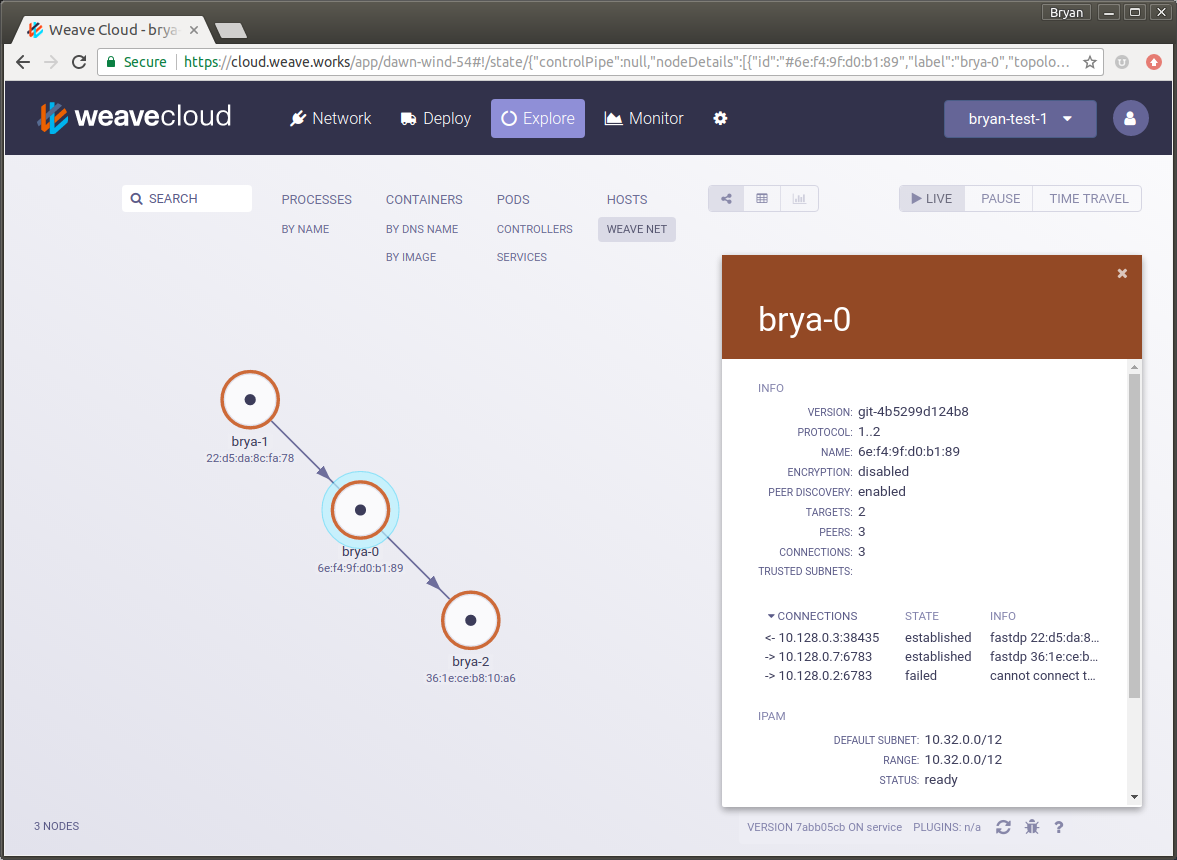 Bryan
Weave Cloud - brya
Secure https://cloud.weave.works/app/dawn-wind-54#!/state/{"controlPipe":null,"nodeDetails":[{"id":"#6e:f4:9f:d0:b1:89","label":"brya-0","topolo...
weavecloud Network Deploy Explore Monitor bryan-test-1
SEARCH PROCESSES CONTAINERS PODS HOSTS LIVE PAUSE TIME TRAVEL
BY NAME BY DNS NAME CONTROLLERS WEAVE NET
BY IMAGE SERVICES
brya-1
22:d5:da:8c:fa:78
brya-0
6e:f4:9f:d0:b1:89
brya-2
36:1e:ce:b8:10:a6
brya-0
INFO
VERSION: git-4b5299d124b8
PROTOCOL: 1..2
NAME: 6e:f4:9f:d0:b1:89
ENCRYPTION: disabled
PEER DISCOVERY: enabled
TARGETS: 2
PEERS: 3
CONNECTIONS: 3
TRUSTED SUBNETS:
CONNECTIONS STATE INFO
<- 10.128.0.3:38435 established fastdp 22:d5:da:8...
-> 10.128.0.7:6783 established fastdp 36:1e:ce:b...
-> 10.128.0.2:6783 failed cannot connect t...
IPAM
DEFAULT SUBNET: 10.32.0.0/12
RANGE: 10.32.0.0/12
STATUS: ready
3 NODES
VERSION 7abb05cb ON service PLUGINS: n/a ?